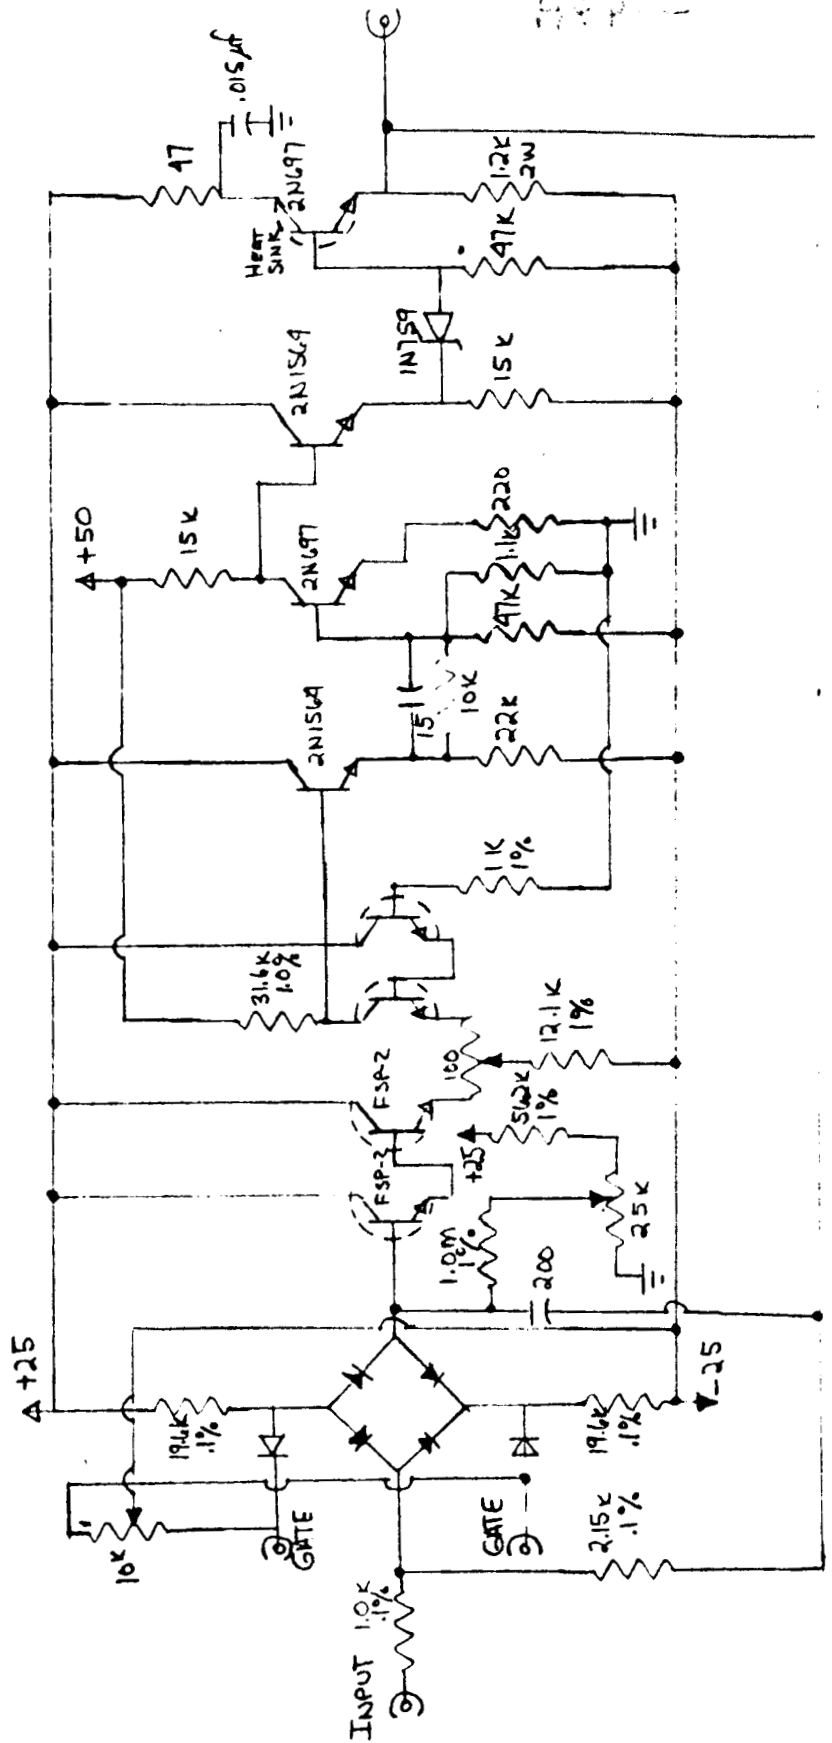 INPUT
1.0K
.1%
10K
GATE
GATE
2.15K
.1%
+25
19.6K
.1%
19.6K
.1%
-25
200
1.0M
1%
25K
+25
1%
FSP-2
FSP-2
100
12.1K
1%
31.6K
1.0%
1K
1%
2N1564
15
10K
22K
+50
15K
2N697
47K
1.1K
220
2N1564
1N759
15K
HEAT
SINK
2N697
47
.015µf
47K
1.2K
2W